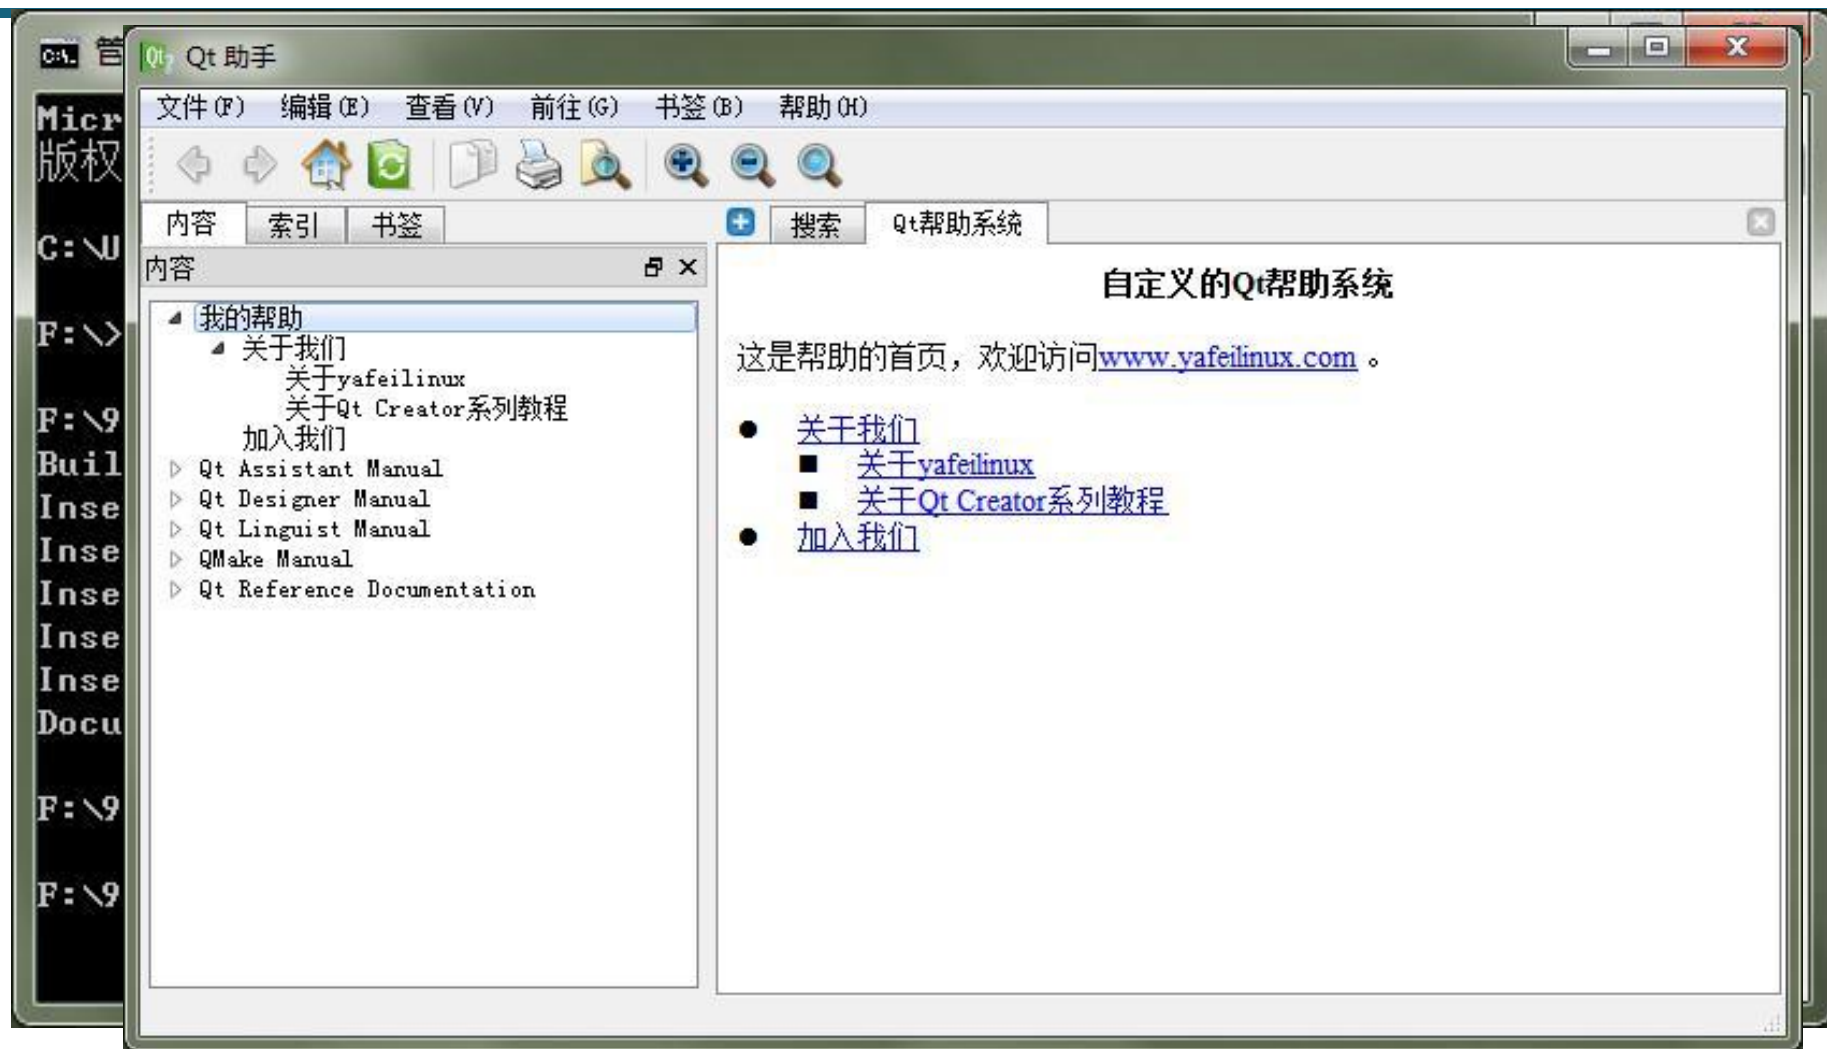 管
Qt 助手
文件(F) 编辑(E) 查看(V) 前往(G) 书签(B) 帮助(H)
内容 索引 书签
内容
我的帮助
关于我们
关于yafeilinux
关于Qt Creator系列教程
加入我们
Qt Assistant Manual
Qt Designer Manual
Qt Linguist Manual
QMake Manual
Qt Reference Documentation
搜索 Qt帮助系统
自定义的Qt帮助系统
这是帮助的首页，欢迎访问www.yafeilinux.com 。
关于我们
关于yafeilinux
关于Qt Creator系列教程
加入我们
Micr
版权
C:\U
F:\>
F:\9
Buil
Inse
Inse
Inse
Inse
Inse
Docu
F:\9
F:\9